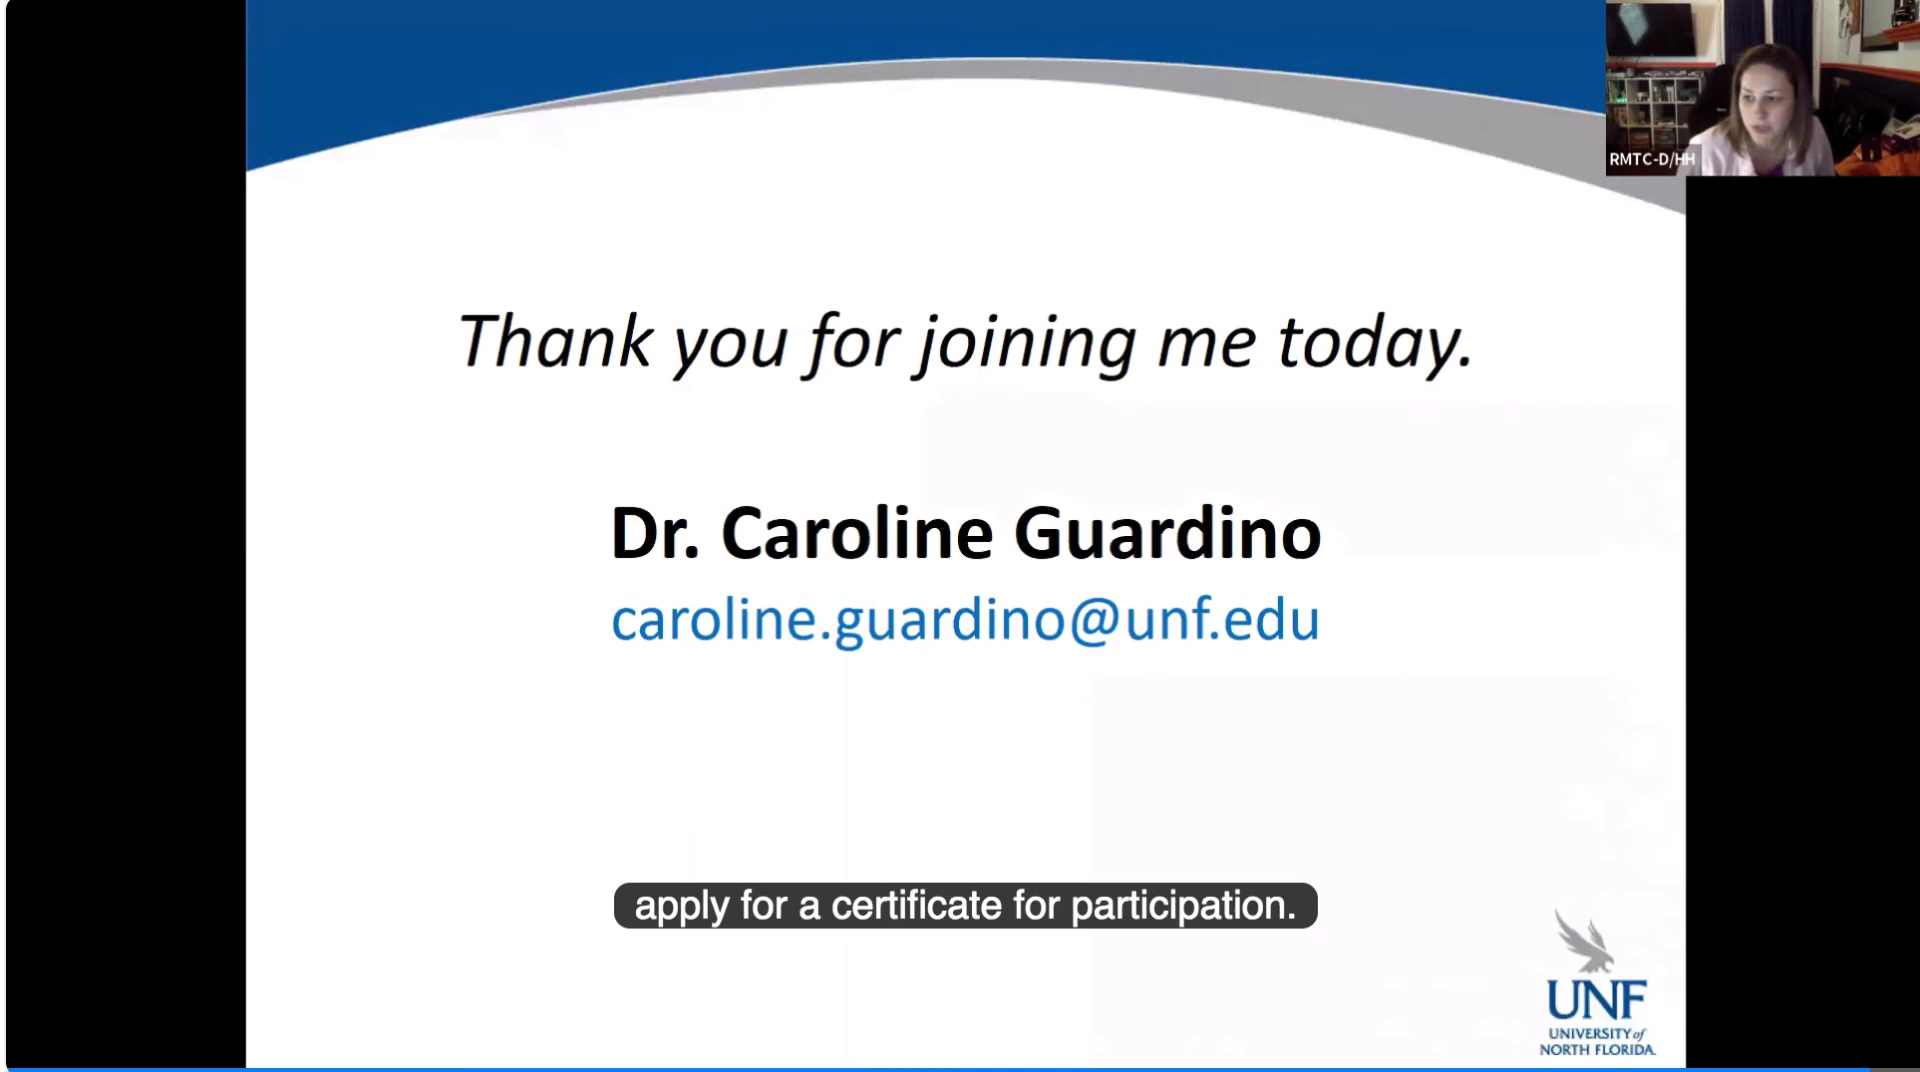 RMTC-D/HH
Thank you for joining me today.
Dr. Caroline Guardino
caroline.guardino@unf.edu
apply for a certificate for participation.
UNF
UNIVERSITY of
NORTH FLORIDA.